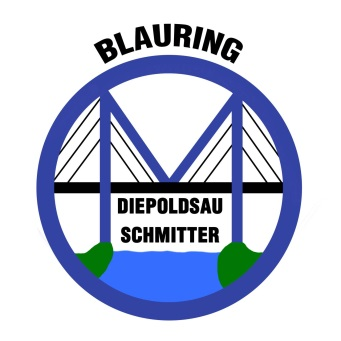 BLAURING
DIEPOLDSAU
SCHMITTER